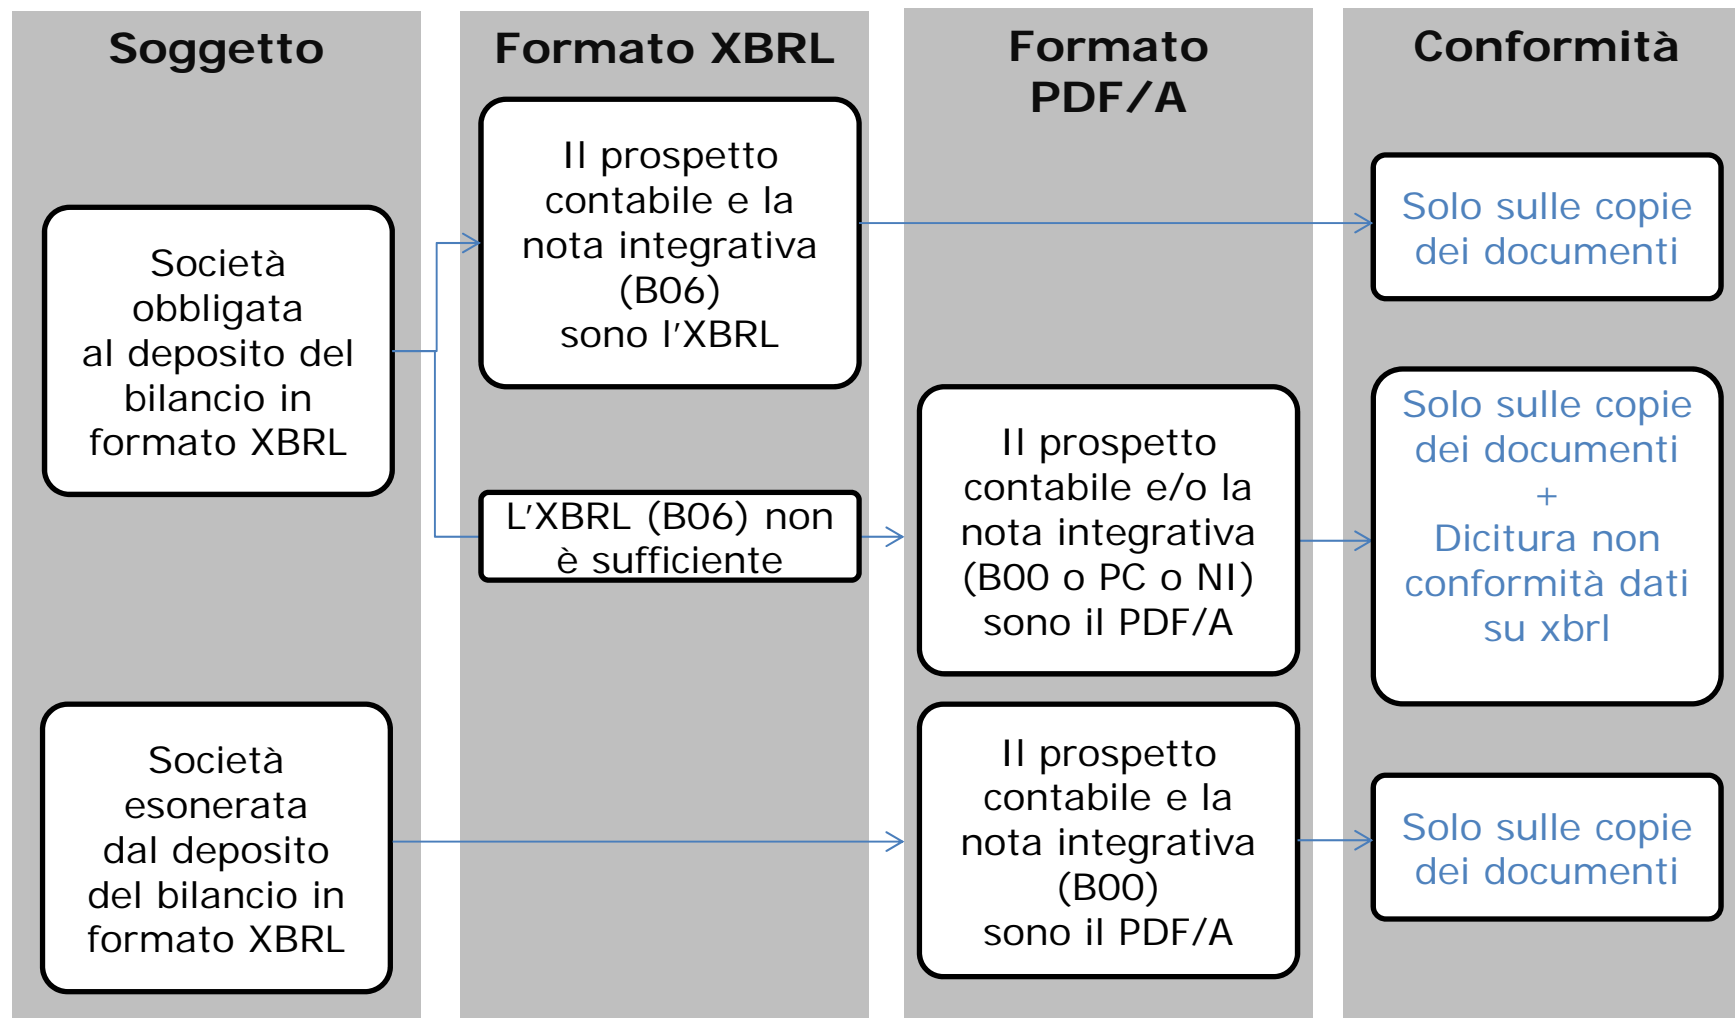 Soggetto
Formato XBRL
Formato
PDF/A
Conformità
Società
obbligata
al deposito del
bilancio in
formato XBRL
Il prospetto
contabile e la
nota integrativa
(B06)
sono l'XBRL
Solo sulle copie
dei documenti
L'XBRL (B06) non
è sufficiente
Il prospetto
contabile e/o la
nota integrativa
(B00 o PC o NI)
sono il PDF/A
Solo sulle copie
dei documenti
+
Dicitura non
conformità dati
su xbrl
Società
esonerata
dal deposito
del bilancio in
formato XBRL
Il prospetto
contabile e la
nota integrativa
(B00)
sono il PDF/A
Solo sulle copie
dei documenti